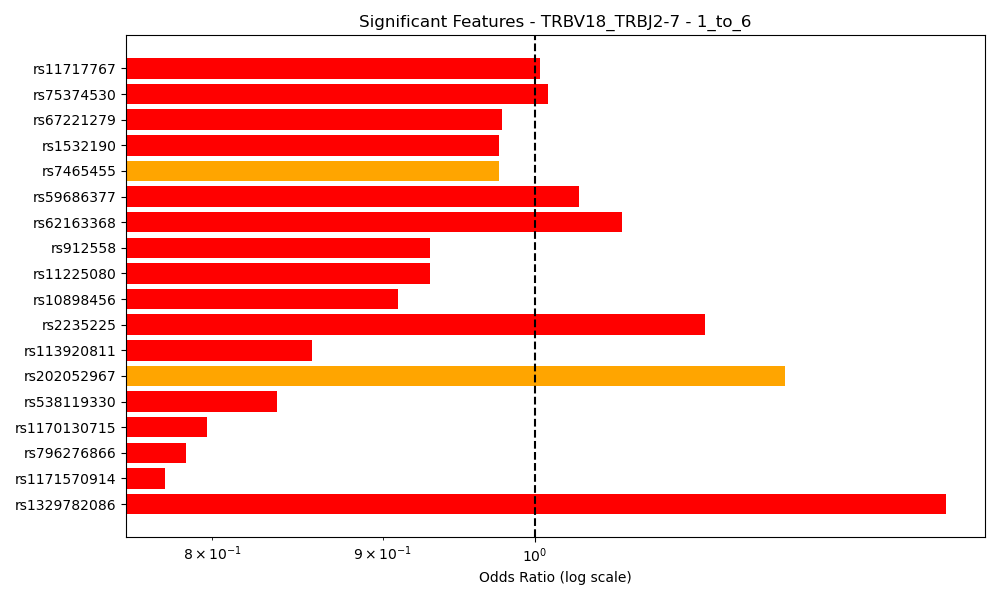 Significant Features - TRBV18_TRBJ2-7 - 1_to_6
rs11717767
rs75374530
rs67221279
rs1532190
rs7465455
rs59686377
rs62163368
rs912558
rs11225080
rs10898456
rs2235225
rs113920811
rs202052967
rs538119330
rs1170130715
rs796276866
rs1171570914
rs1329782086
8 × 10⁻¹ 9 × 10⁻¹ 10⁰
Odds Ratio (log scale)